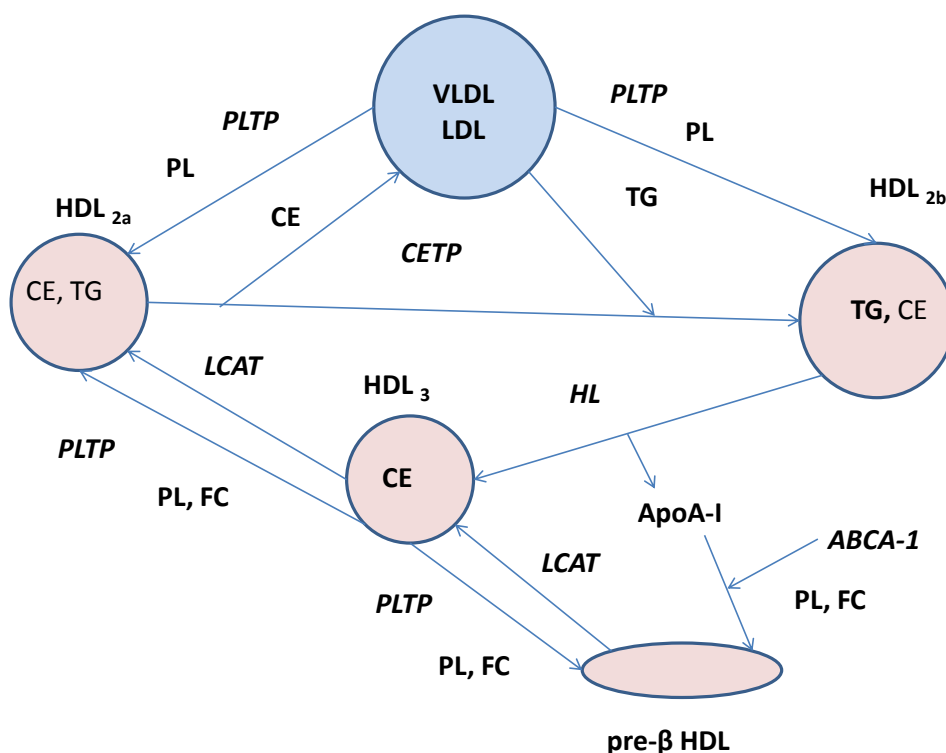 VLDL
LDL
PLTP
PL
PLTP
PL
HDL 2a
CE
TG
HDL 2b
CETP
CE, TG
TG, CE
LCAT
HDL 3
HL
PLTP
CE
PL, FC
ApoA-I
ABCA-1
LCAT
PL, FC
PLTP
PL, FC
pre-β HDL